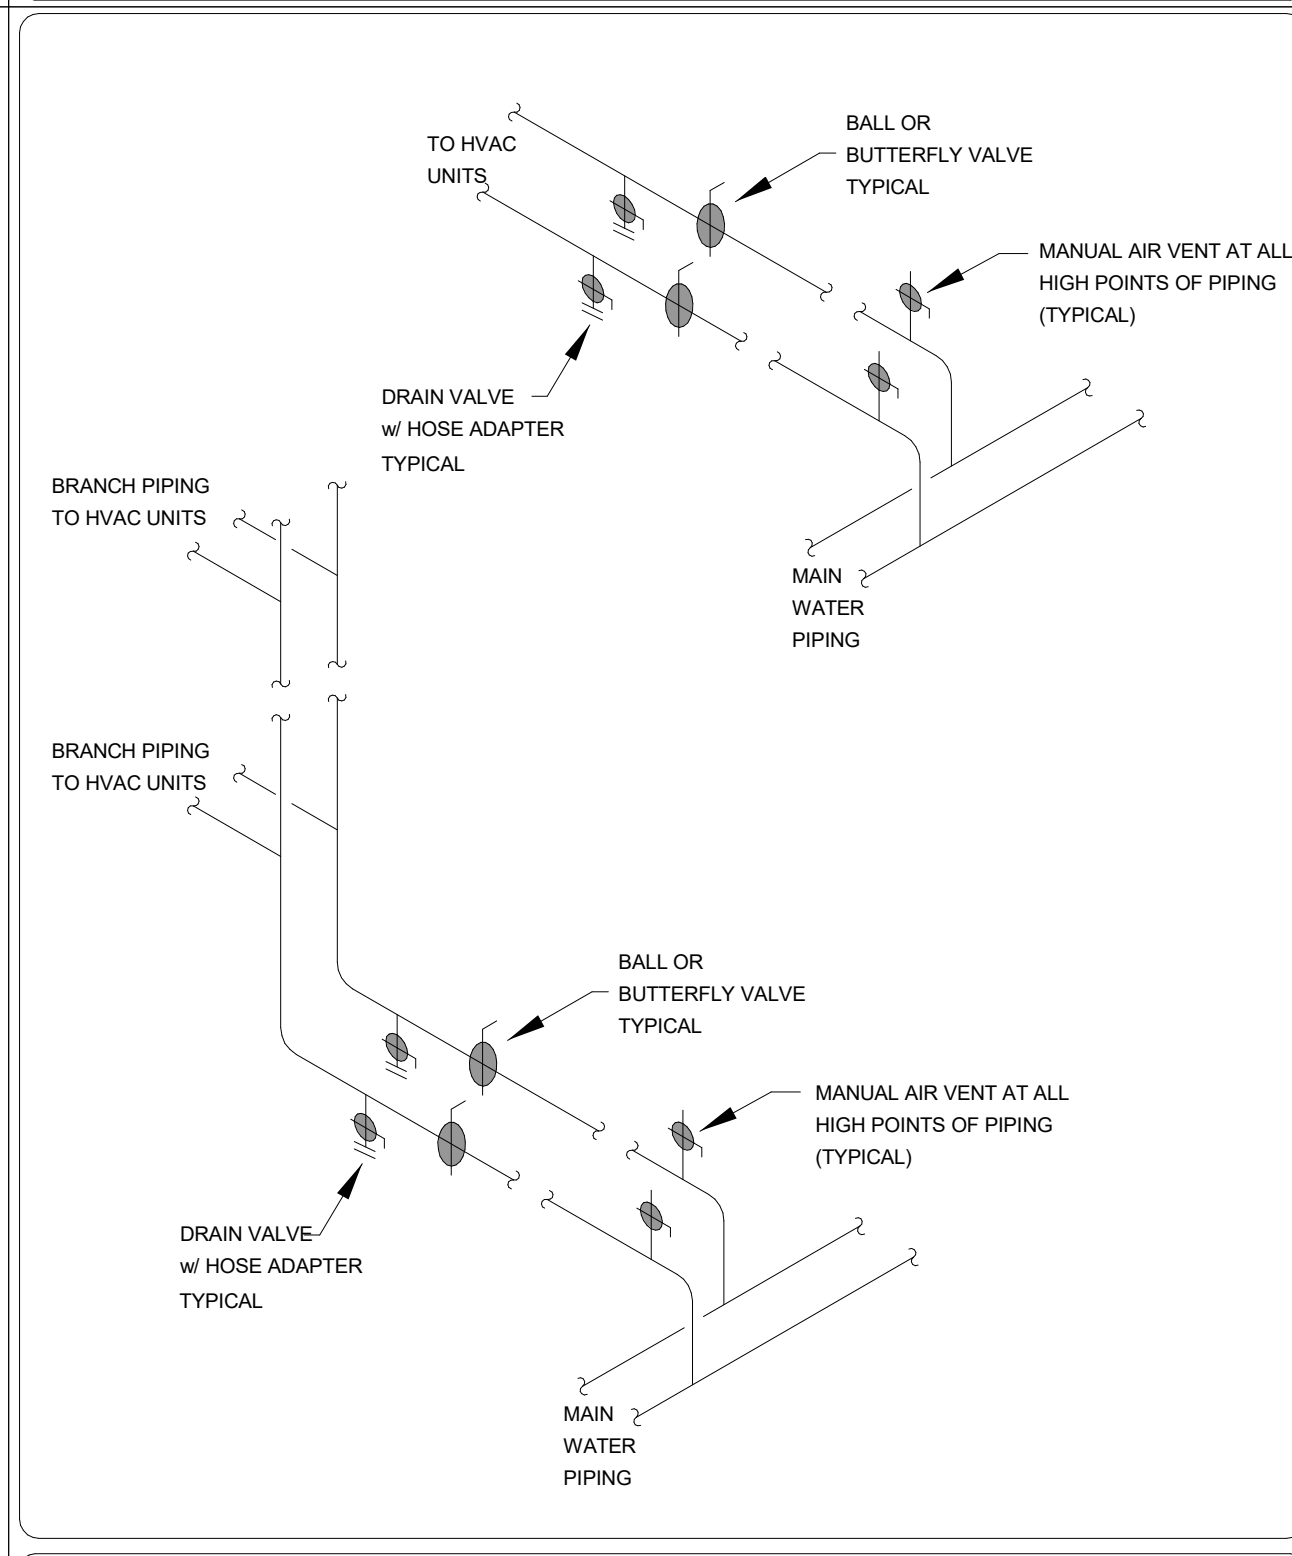 TO HVAC
UNITS
BALL OR
BUTTERFLY VALVE
TYPICAL
MANUAL AIR VENT AT ALL
HIGH POINTS OF PIPING
(TYPICAL)
DRAIN VALVE
w/ HOSE ADAPTER
TYPICAL
BRANCH PIPING
TO HVAC UNITS
MAIN
WATER
PIPING
BRANCH PIPING
TO HVAC UNITS
BALL OR
BUTTERFLY VALVE
TYPICAL
MANUAL AIR VENT AT ALL
HIGH POINTS OF PIPING
(TYPICAL)
DRAIN VALVE
w/ HOSE ADAPTER
TYPICAL
MAIN
WATER
PIPING